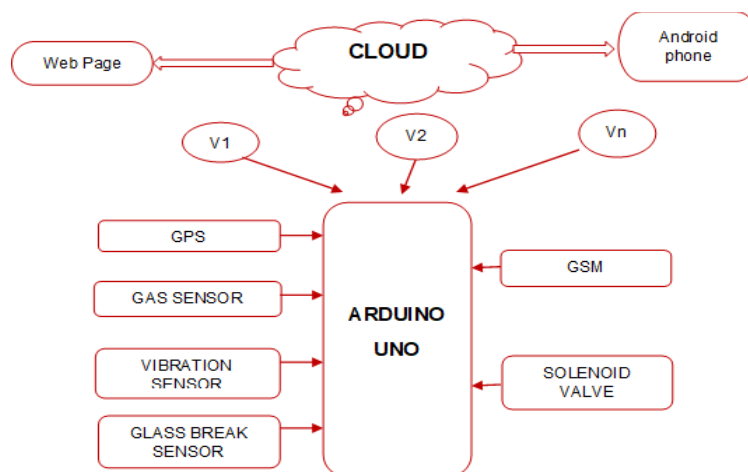 CLOUD
Web Page
Android
phone
V1
V2
Vn
GPS
GSM
GAS SENSOR
ARDUINO
UNO
VIBRATION
SENSOR
SOLENOID
VALVE
GLASS BREAK
SENSOR